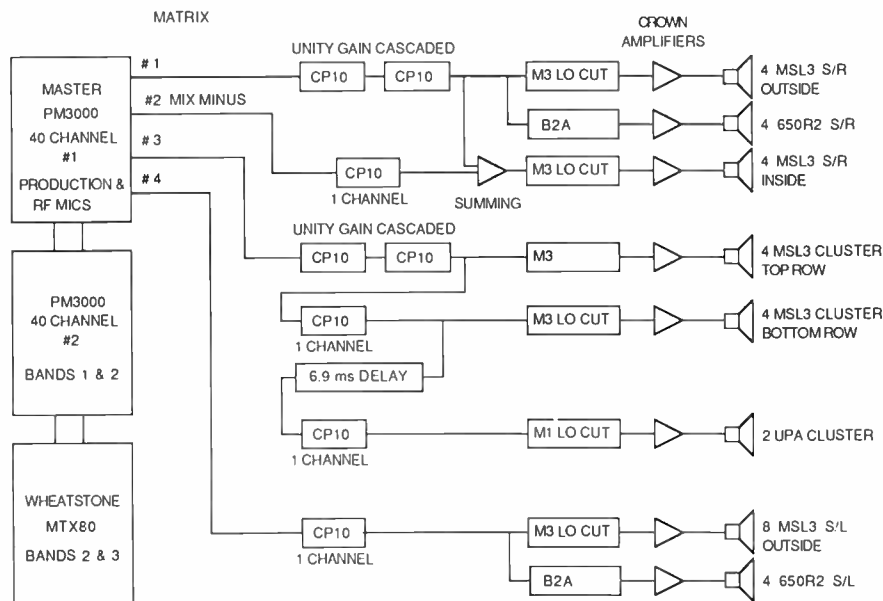 MATRIX
CROWN
AMPLIFIERS
UNITY GAIN CASCADED
# 1
CP10
CP10
M3 LO CUT
4 MSL3 S/R
OUTSIDE
MASTER
PM3000
40 CHANNEL
#1
PRODUCTION &
RF MICS
#2 MIX MINUS
B2A
4 650R2 S/R
# 3
# 4
CP10
1 CHANNEL
SUMMING
M3 LO CUT
4 MSL3 S/R
INSIDE
UNITY GAIN CASCADED
CP10
CP10
M3
4 MSL3 CLUSTER
TOP ROW
PM3000
40 CHANNEL
#2
BANDS 1 & 2
CP10
1 CHANNEL
M3 LO CUT
4 MSL3 CLUSTER
BOTTOM ROW
6.9 ms DELAY
CP10
1 CHANNEL
M1 LO CUT
2 UPA CLUSTER
WHEATSTONE
MTX80
BANDS 2 & 3
CP10
1 CHANNEL
M3 LO CUT
8 MSL3 S/L
OUTSIDE
B2A
4 650R2 S/L